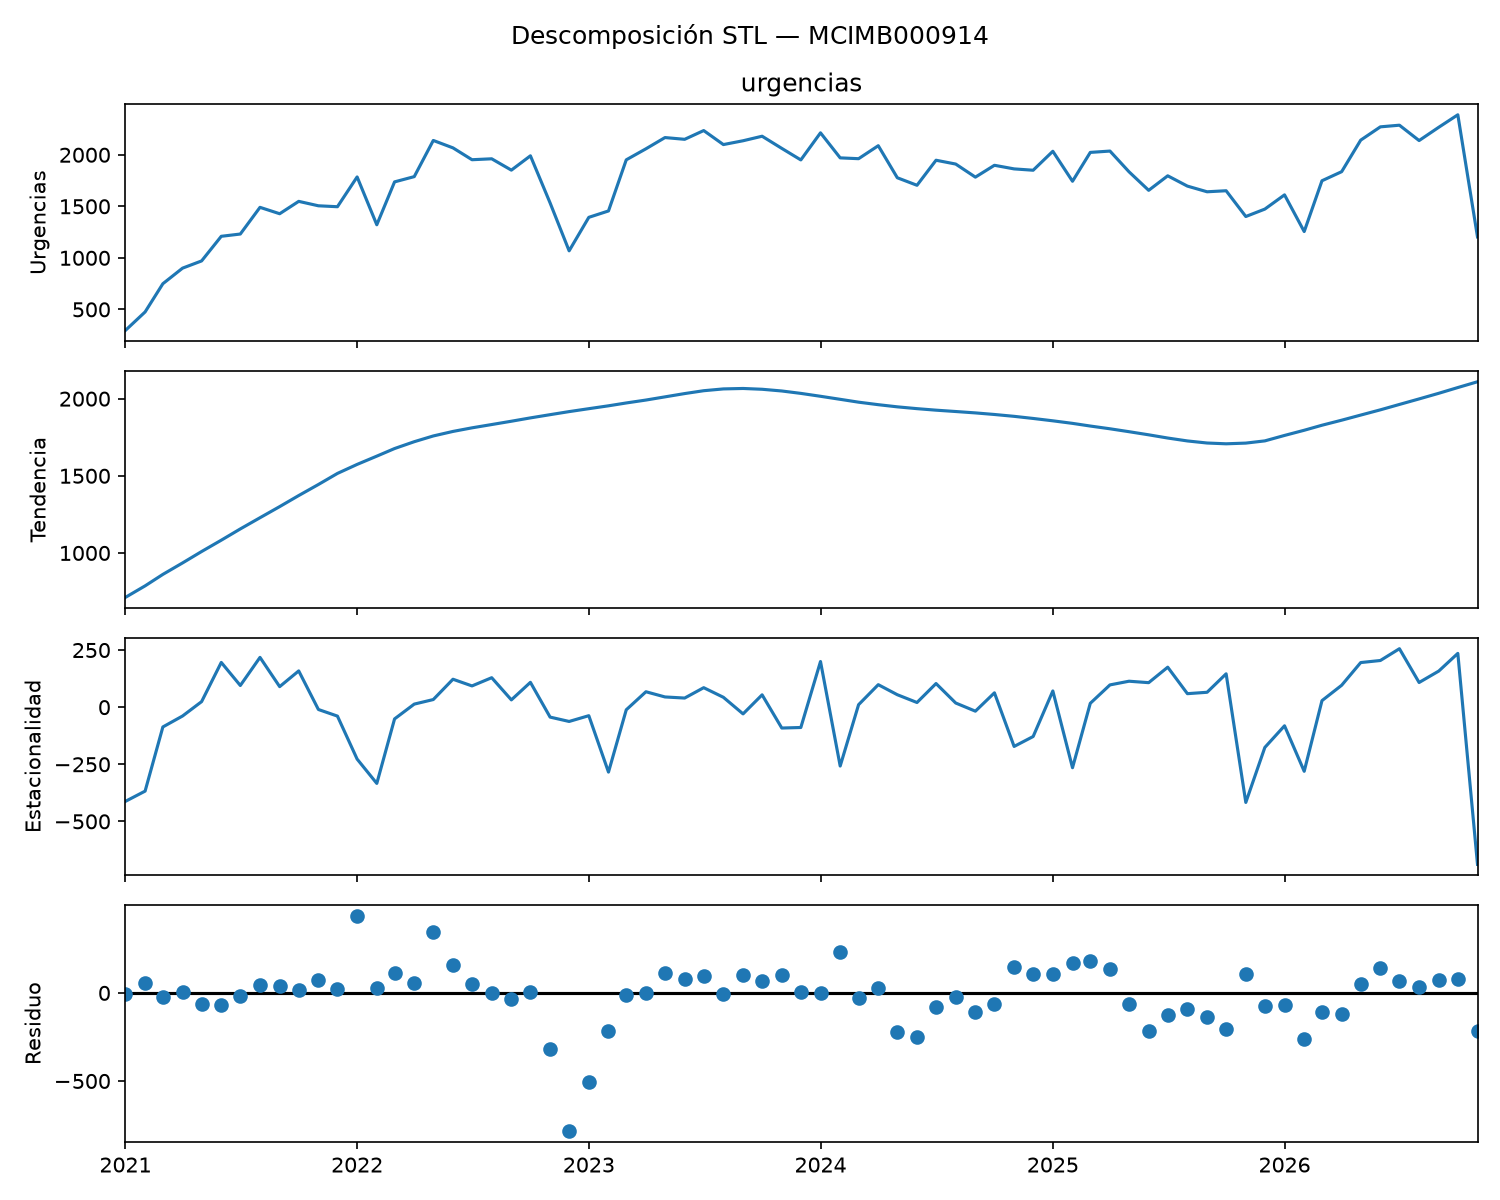 Descomposición STL — MCIMB000914
urgencias
Urgencias
2000
1500
1000
500
Tendencia
2000
1500
1000
Estacionalidad
250
0
−250
−500
Residuo
0
−500
2021 2022 2023 2024 2025 2026